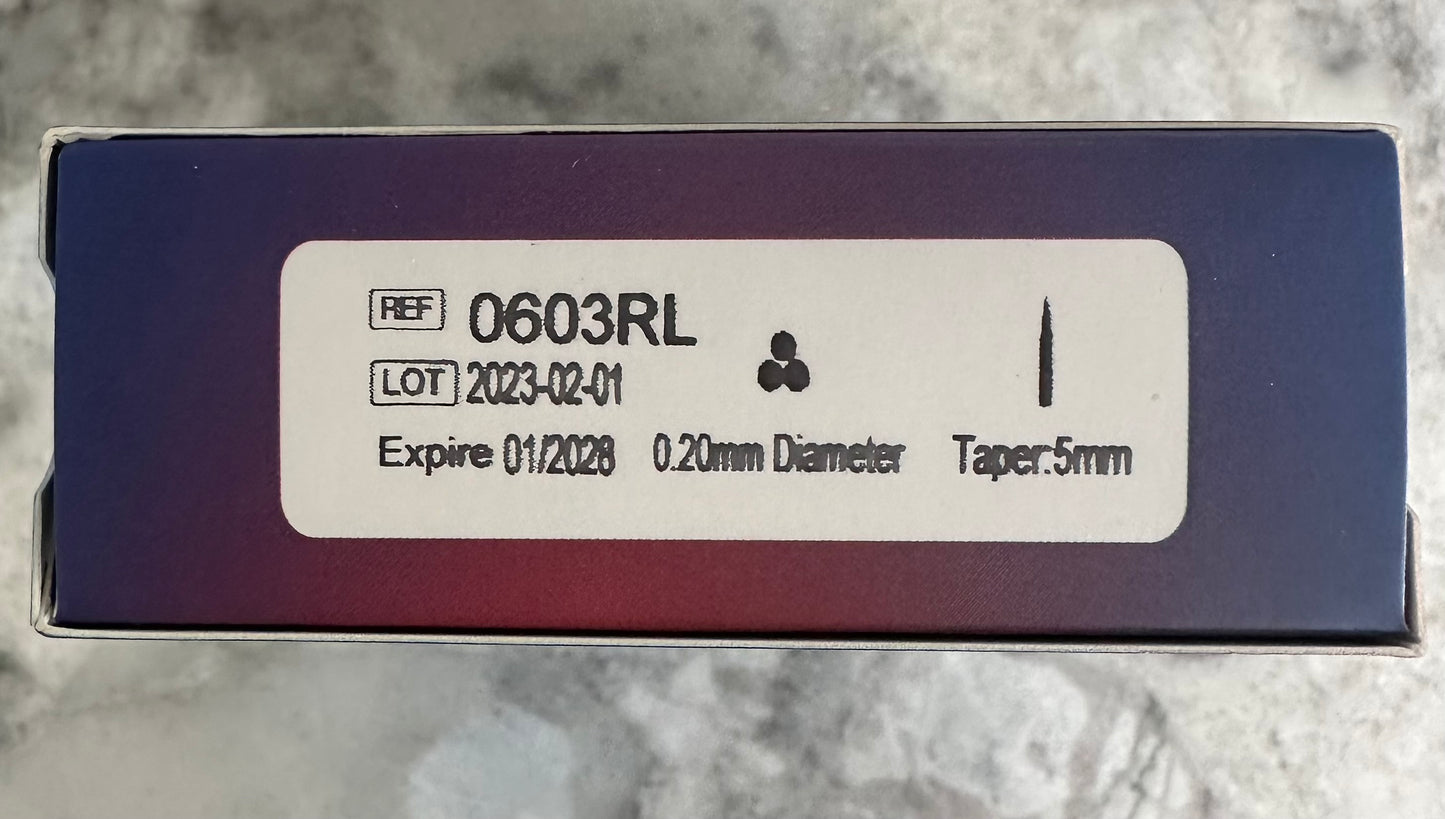 REF 0603RL
LOT 2023-02-01
Expire 01/2028 0.20mm Diameter Taper:5mm